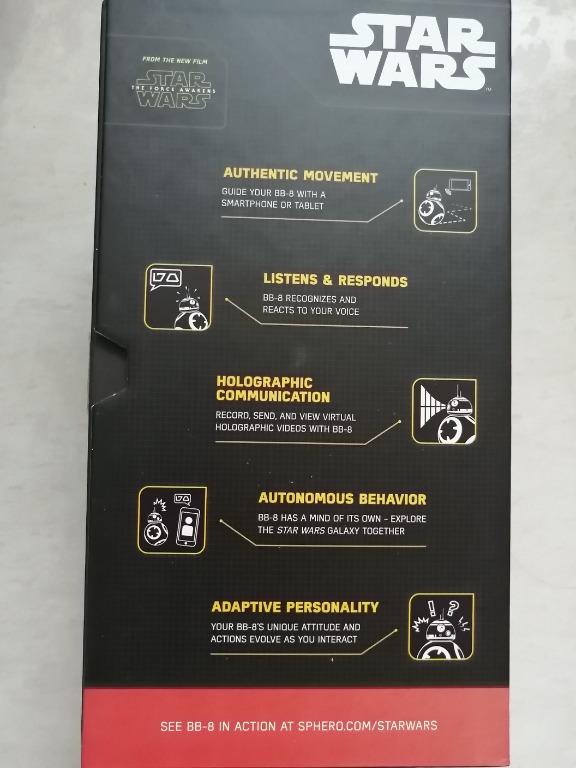 STAR
WARS
™
FROM THE NEW FILM
STAR
THE FORCE AWAKENS
WARS
AUTHENTIC MOVEMENT
GUIDE YOUR BB-8 WITH A
SMARTPHONE OR TABLET
LISTENS & RESPONDS
BB-8 RECOGNIZES AND
REACTS TO YOUR VOICE
HOLOGRAPHIC
COMMUNICATION
RECORD, SEND, AND VIEW VIRTUAL
HOLOGRAPHIC VIDEOS WITH BB-8
AUTONOMOUS BEHAVIOR
BB-8 HAS A MIND OF ITS OWN - EXPLORE
THE STAR WARS GALAXY TOGETHER
ADAPTIVE PERSONALITY
! ?
YOUR BB-8'S UNIQUE ATTITUDE AND
ACTIONS EVOLVE AS YOU INTERACT
SEE BB-8 IN ACTION AT SPHERO.COM/STARWARS